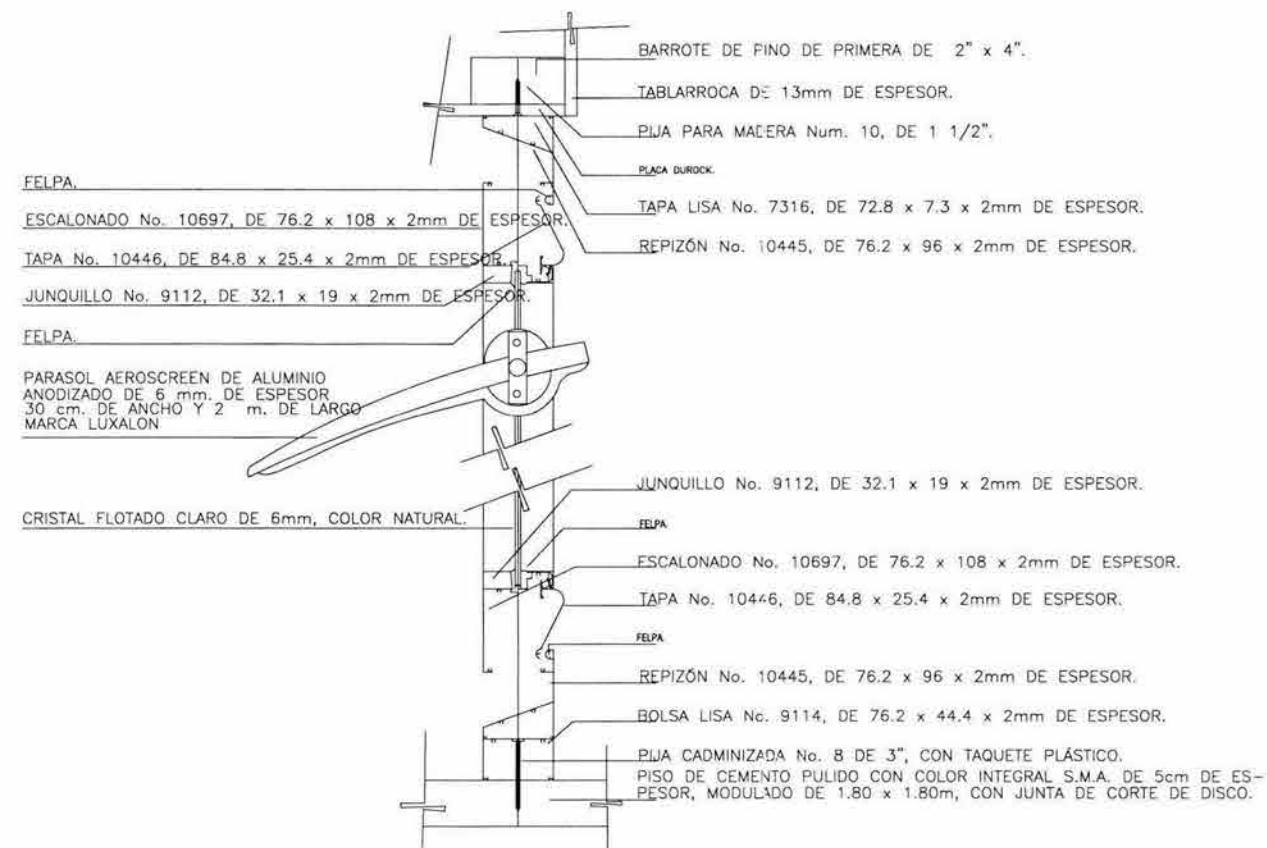 BARROTE DE PINO DE PRIMERA DE 2" x 4".
TABLARROCA DE 13mm DE ESPESOR.
PIJA PARA MADERA Num. 10, DE 1 1/2".
PLACA DUROCK.
TAPA LISA No. 7316, DE 72.8 x 7.3 x 2mm DE ESPESOR.
REPIZÓN No. 10445, DE 76.2 x 96 x 2mm DE ESPESOR.
FELPA.
ESCALONADO No. 10697, DE 76.2 x 108 x 2mm DE ESPESOR.
TAPA No. 10446, DE 84.8 x 25.4 x 2mm DE ESPESOR.
JUNQUILLO No. 9112, DE 32.1 x 19 x 2mm DE ESPESOR.
FELPA.
PARASOL AEROSCREEN DE ALUMINIO
ANODIZADO DE 6 mm. DE ESPESOR
30 cm. DE ANCHO Y 2 m. DE LARGO
MARCA LUXALON
CRISTAL FLOTADO CLARO DE 6mm, COLOR NATURAL.
JUNQUILLO No. 9112, DE 32.1 x 19 x 2mm DE ESPESOR.
FELPA
ESCALONADO No. 10697, DE 76.2 x 108 x 2mm DE ESPESOR.
TAPA No. 10446, DE 84.8 x 25.4 x 2mm DE ESPESOR.
FELPA
REPIZÓN No. 10445, DE 76.2 x 96 x 2mm DE ESPESOR.
BOLSA LISA No. 9114, DE 76.2 x 44.4 x 2mm DE ESPESOR.
PIJA CADMINIZADA No. 8 DE 3", CON TAQUETE PLÁSTICO.
PISO DE CEMENTO PULIDO CON COLOR INTEGRAL S.M.A. DE 5cm DE ES-
PESOR, MODULADO DE 1.80 x 1.80m, CON JUNTA DE CORTE DE DISCO.